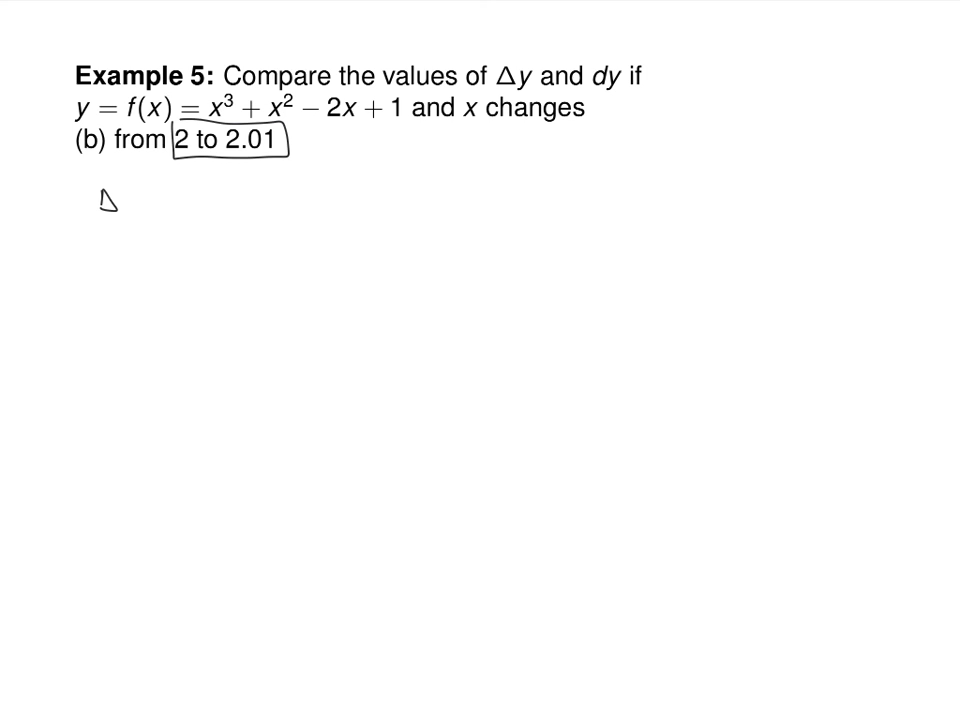 Example 5: Compare the values of Δy and dy if
y = f(x) = x³ + x² − 2x + 1 and x changes
(b) from 2 to 2.01
Δ